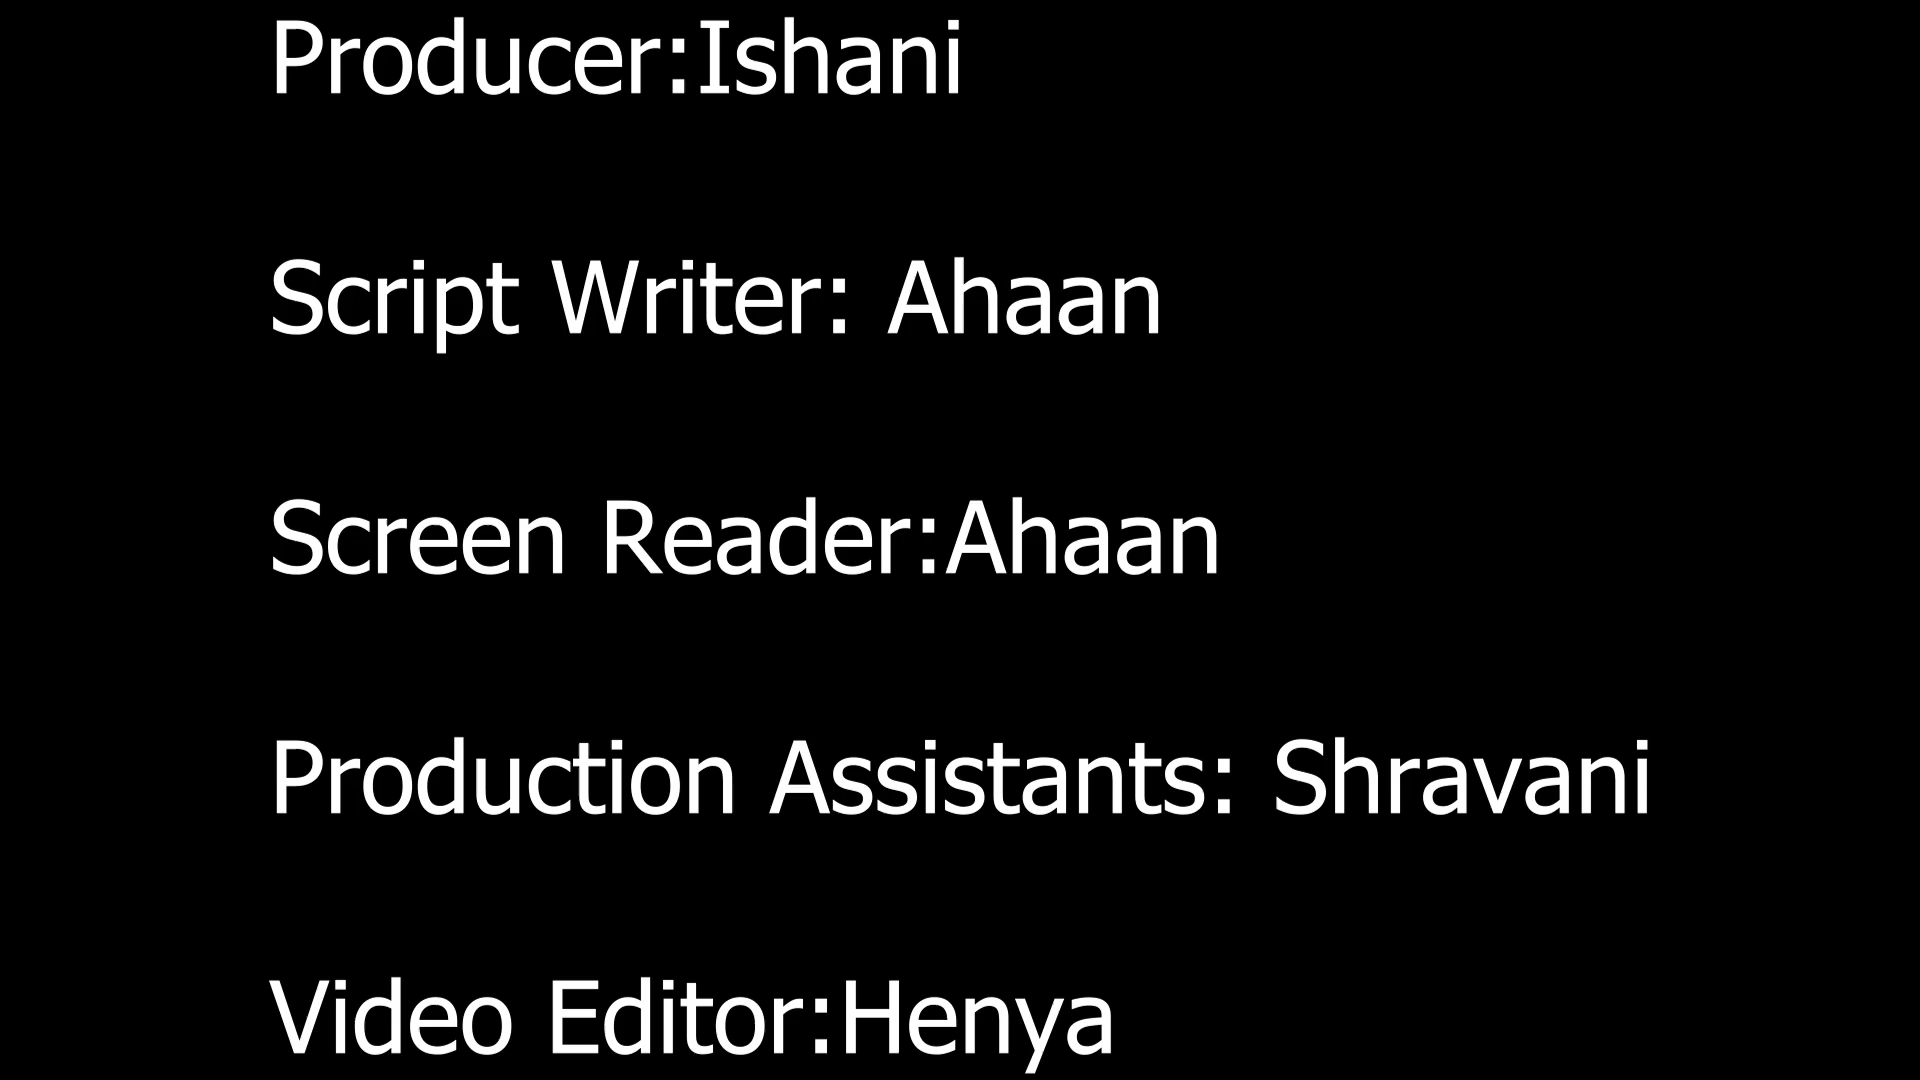 Producer:Ishani
Script Writer: Ahaan
Screen Reader:Ahaan
Production Assistants: Shravani
Video Editor:Henya